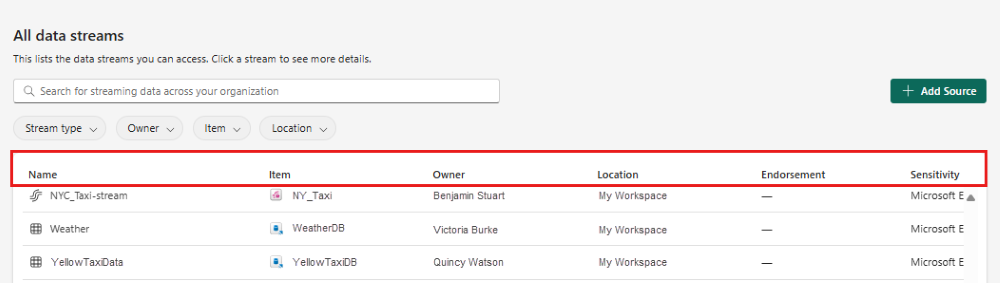 All data streams
This lists the data streams you can access. Click a stream to see more details.
Search for streaming data across your organization
Add Source
Stream type Owner Item Location
Name Item Owner Location Endorsement Sensitivity
NYC_Taxi-stream NY_Taxi Benjamin Stuart My Workspace — Microsoft E
Weather WeatherDB Victoria Burke My Workspace — Microsoft E
YellowTaxiData YellowTaxiDB Quincy Watson My Workspace — Microsoft E